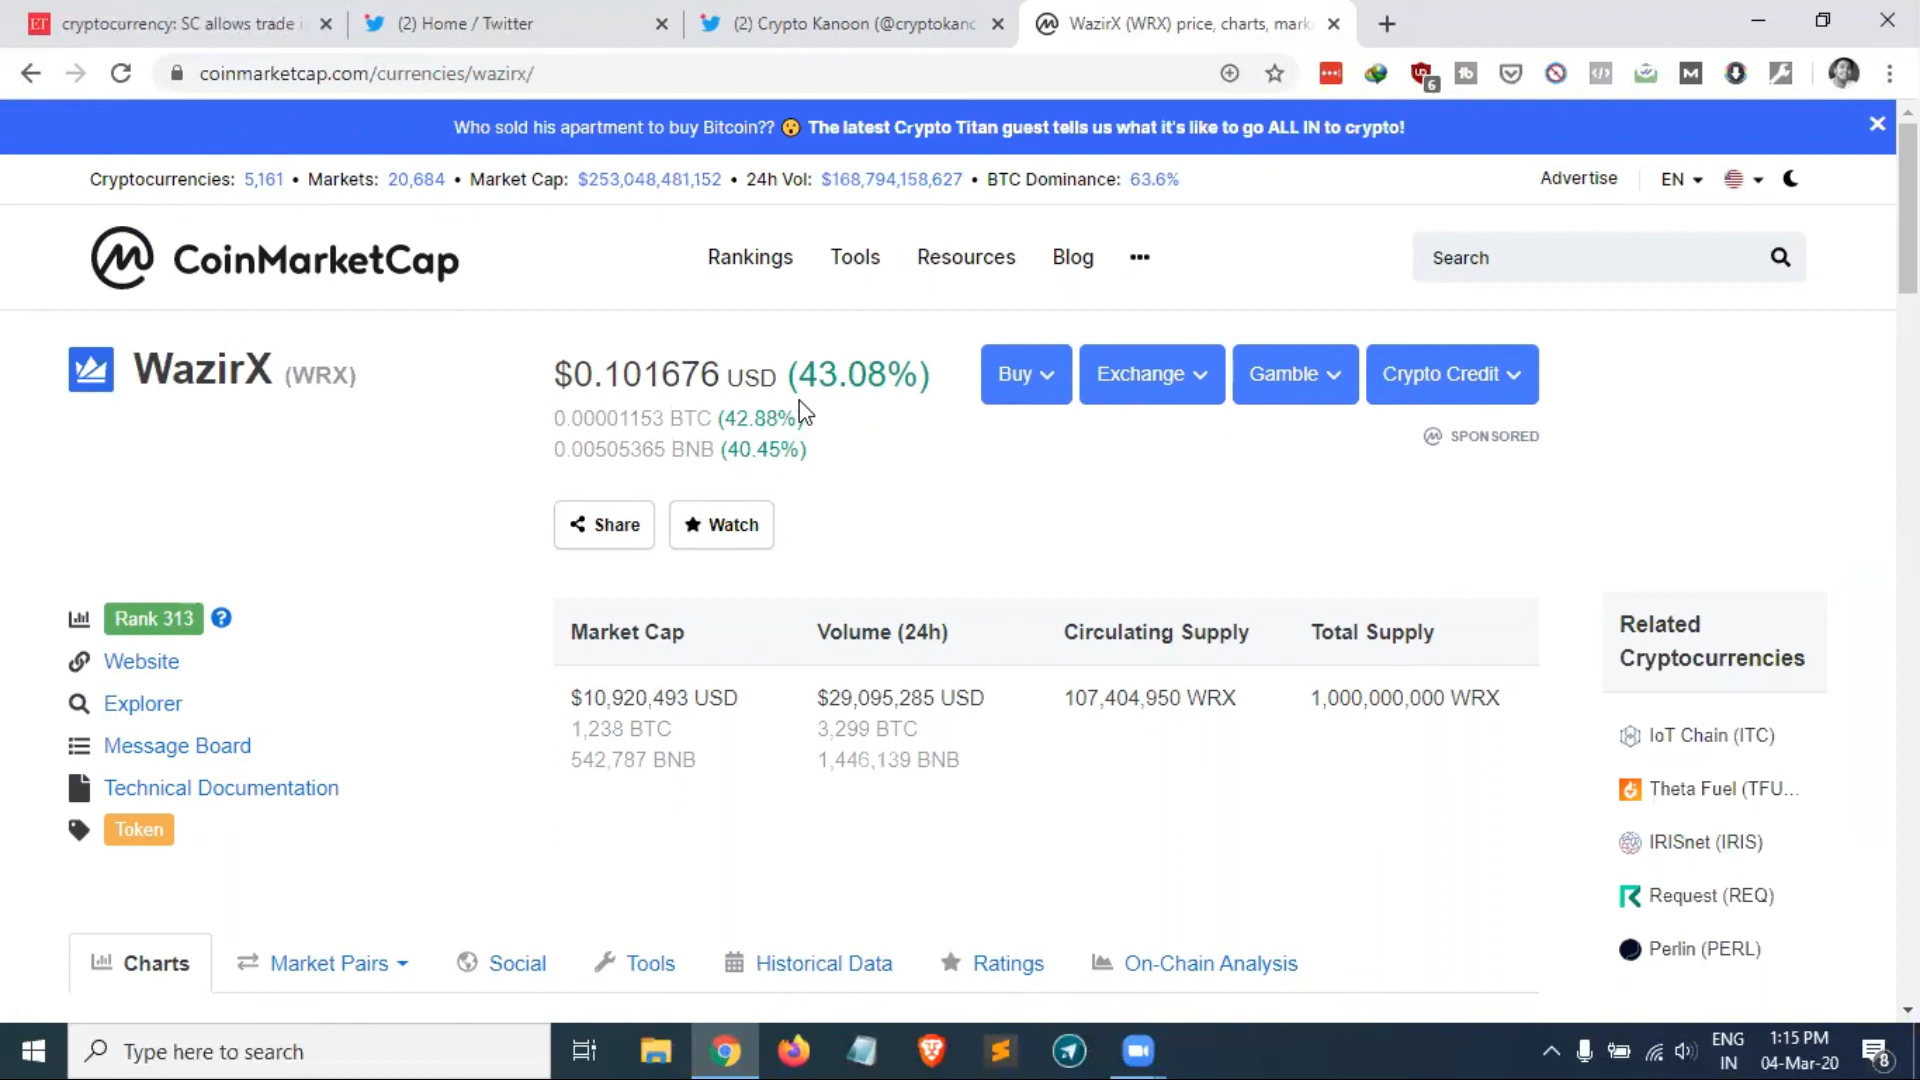 cryptocurrency: SC allows trade i
(2) Home / Twitter
(2) Crypto Kanoon (@cryptokanc
WazirX (WRX) price, charts, mark
coinmarketcap.com/currencies/wazirx/
6
Who sold his apartment to buy Bitcoin?? 😮 The latest Crypto Titan guest tells us what it's like to go ALL IN to crypto!
Cryptocurrencies: 5,161 • Markets: 20,684 • Market Cap: $253,048,481,152 • 24h Vol: $168,794,158,627 • BTC Dominance: 63.6%
Advertise
EN
CoinMarketCap
Rankings
Tools
Resources
Blog
Search
WazirX (WRX)
$0.101676 USD (43.08%)
0.00001153 BTC (42.88%)
0.00505365 BNB (40.45%)
Buy
Exchange
Gamble
Crypto Credit
SPONSORED
Share
Watch
Rank 313
Website
Explorer
Message Board
Technical Documentation
Token
Market Cap
Volume (24h)
Circulating Supply
Total Supply
$10,920,493 USD
$29,095,285 USD
107,404,950 WRX
1,000,000,000 WRX
1,238 BTC
3,299 BTC
542,787 BNB
1,446,139 BNB
Related
Cryptocurrencies
IoT Chain (ITC)
Theta Fuel (TFU...
IRISnet (IRIS)
Request (REQ)
Perlin (PERL)
Charts
Market Pairs
Social
Tools
Historical Data
Ratings
On-Chain Analysis
Type here to search
ENG
IN
1:15 PM
04-Mar-20
8